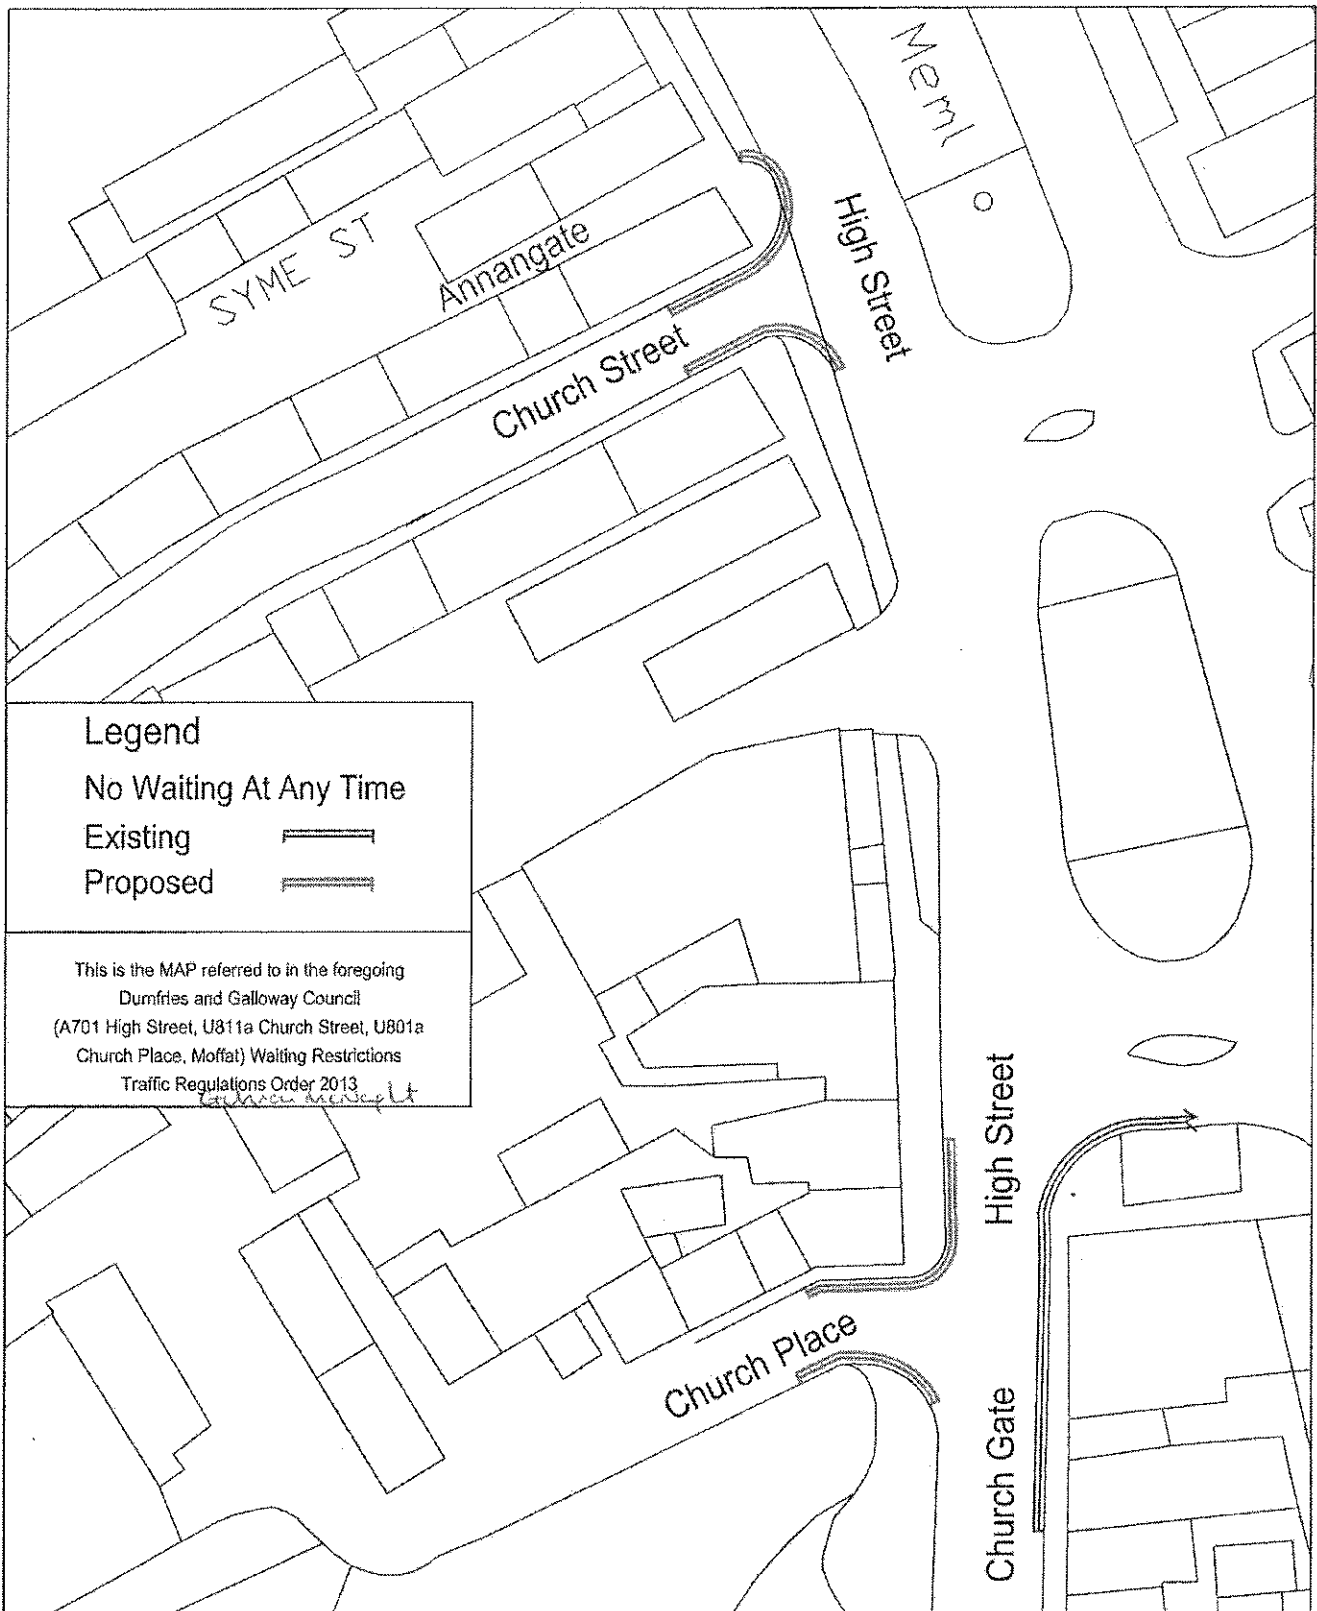 Meml
High Street
SYME ST
Annangate
Church Street
Legend
No Waiting At Any Time
Existing
Proposed
This is the MAP referred to in the foregoing
Dumfries and Galloway Council
(A701 High Street, U811a Church Street, U801a
Church Place, Moffat) Waiting Restrictions
Traffic Regulations Order 2013
High Street
Church Place
Church Gate